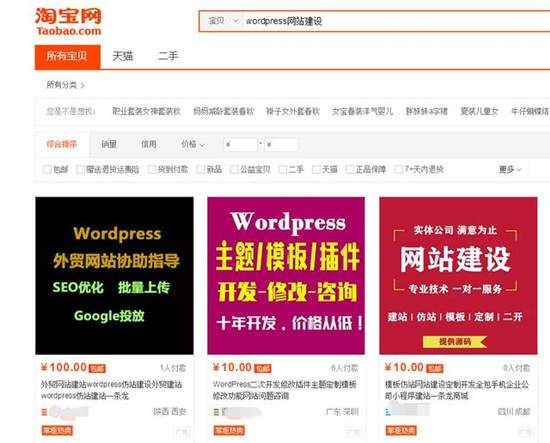 淘宝网
Taobao.com
宝贝 wordpress网站建设
所有宝贝 天猫 二手
所有分类 >
您是不是想找: 职业套装女神套装秋 妈妈减龄套装春秋 裙子女外套春秋 女宝春装洋气婴儿 胖妹妹a字裙 夏装儿童女 牛仔蝴蝶结
综合排序 销量 信用 价格 ¥ - ¥
包邮 赠送退货运费险 货到付款 新品 公益宝贝 二手 天猫 正品保障 7+天内退货 更多
Wordpress
外贸网站协助指导
SEO优化 批量上传
Google投放
Wordpress
主题/模板/插件
开发-修改-咨询
十年开发，价格从低！
实体公司 满意为止
网站建设
专业技术 一对一服务
建站|仿站|模板|定制|二开
提供源码
¥100.00 包邮 1人付款
外贸网站建站wordpress仿站建设外贸建站
wordpress仿站建站一条龙
陕西 西安
掌柜热卖 广告
¥10.00 包邮 6人付款
WordPress二次开发修改插件主题定制模板
修改功能网站问题咨询
广东 深圳
掌柜热卖 广告
¥10.00 包邮 0人付款
模板仿站网站建设定制开发全包手机企业公
司小程序建站一条龙商城
四川 成都
掌柜热卖 广告